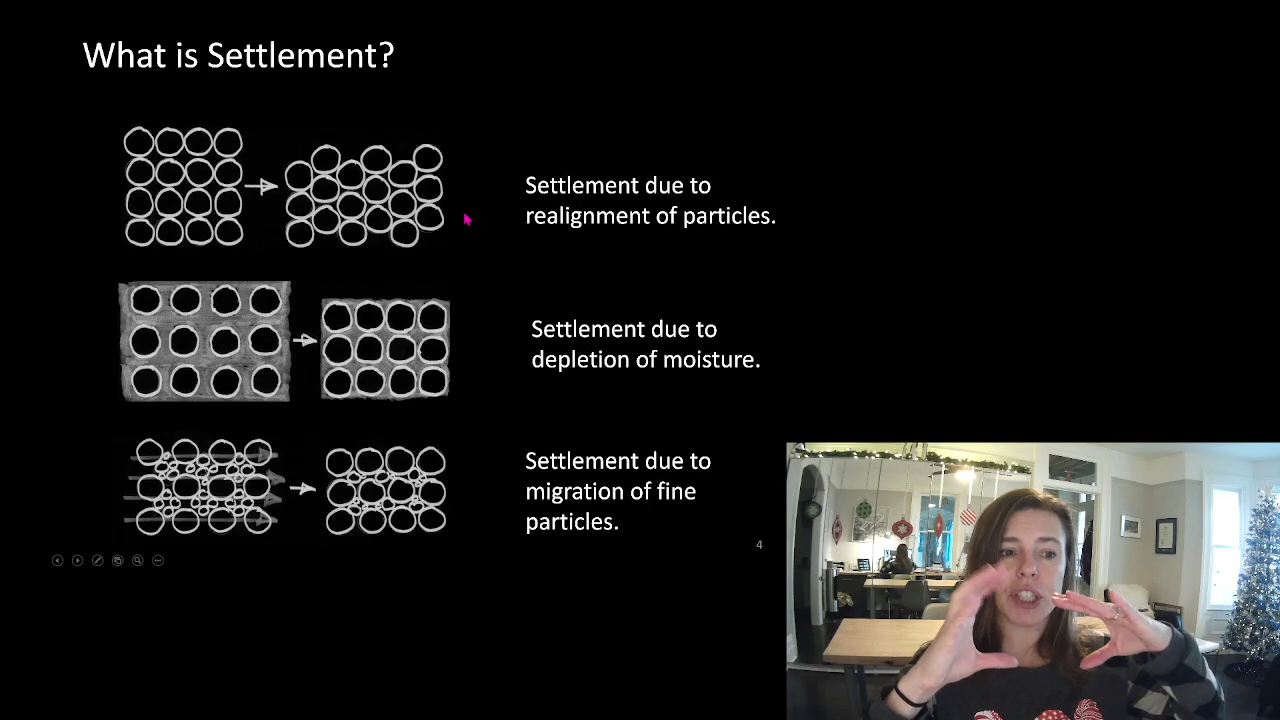 What is Settlement?
Settlement due to
realignment of particles.
Settlement due to
depletion of moisture.
Settlement due to
migration of fine
particles.
4